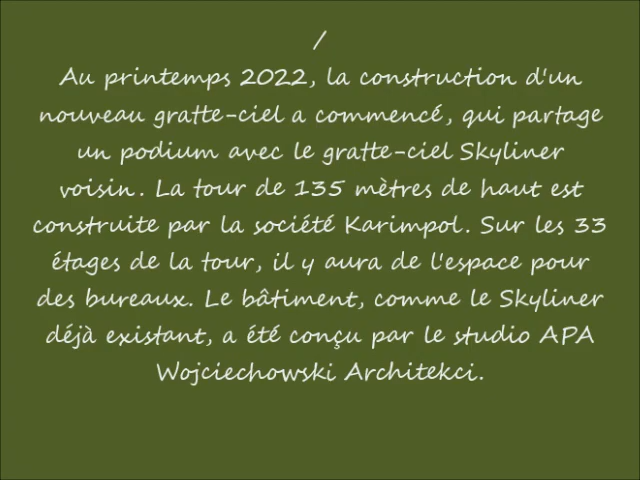 /
Au printemps 2022, la construction d'un
nouveau gratte-ciel a commencé, qui partage
un podium avec le gratte-ciel Skyliner
voisin. La tour de 135 mètres de haut est
construite par la société Karimpol. Sur les 33
étages de la tour, il y aura de l'espace pour
des bureaux. Le bâtiment, comme le Skyliner
déjà existant, a été conçu par le studio APA
Wojciechowski Architekci.